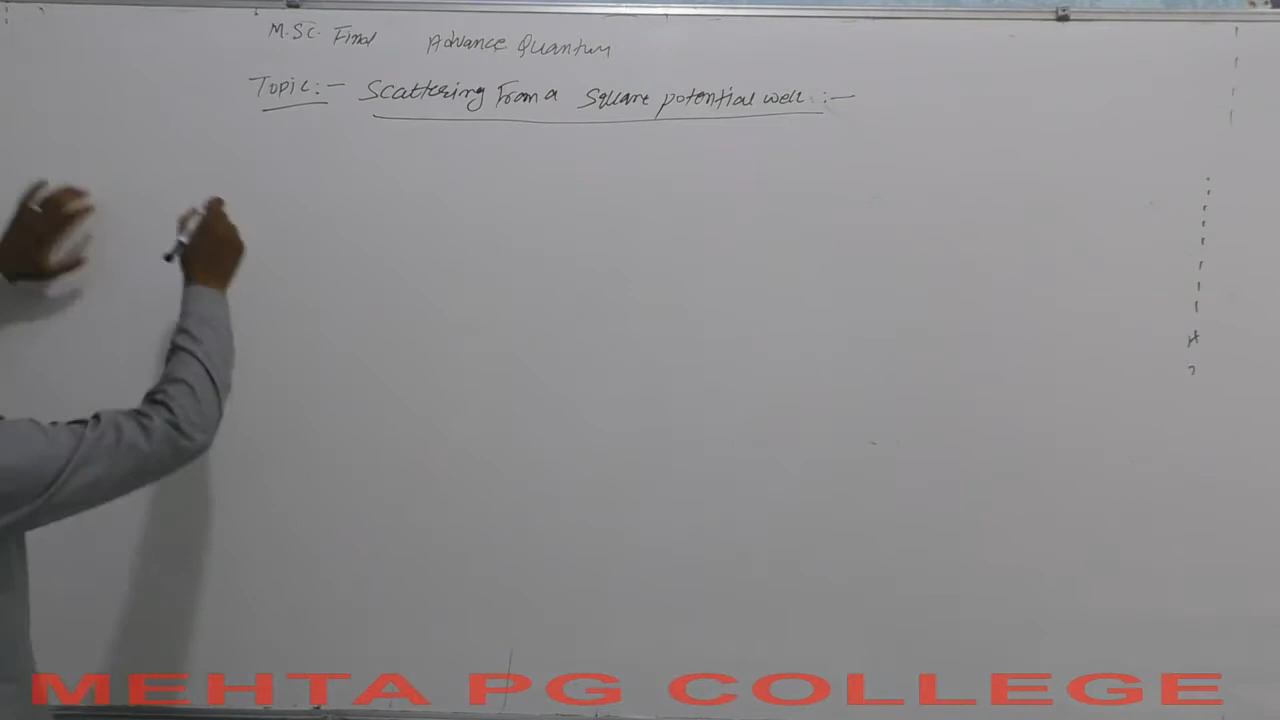 M.Sc. Final Advance Quantum
Topic:- Scattering From a Square potential well :-
MEHTA PG COLLEGE